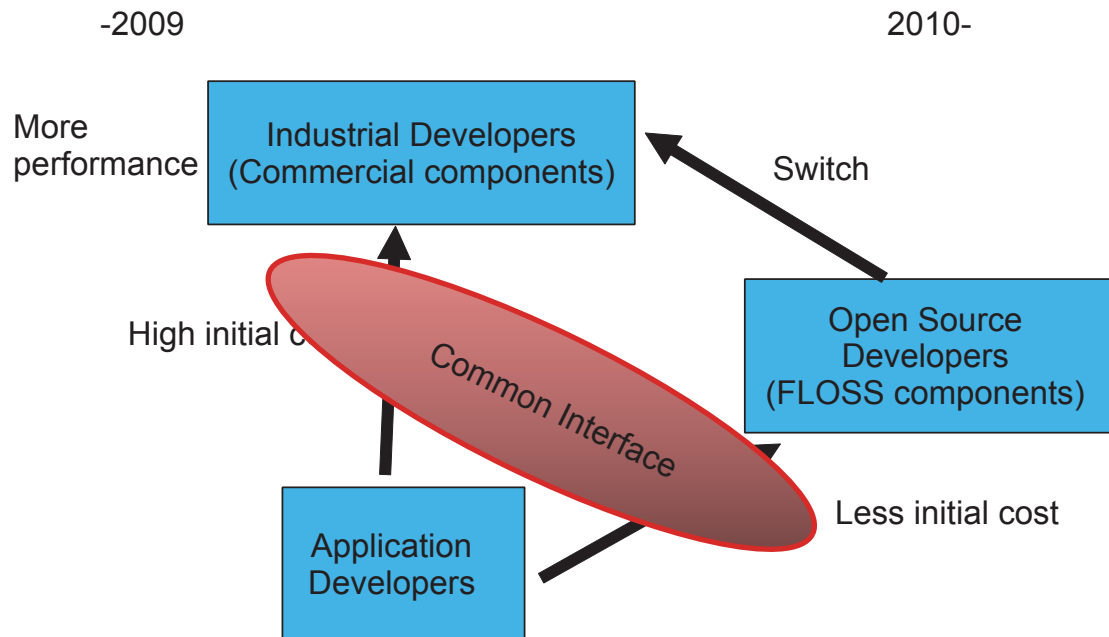 -2009
2010-
More
performance
Industrial Developers
(Commercial components)
Switch
High initial
Open Source
Developers
(FLOSS components)
Common Interface
Less initial cost
Application
Developers